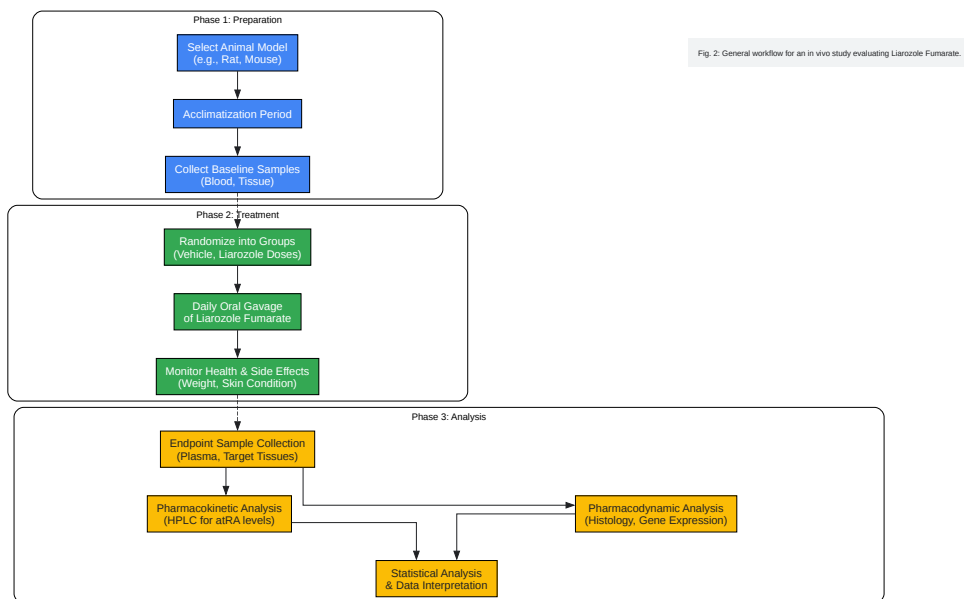 Phase 1: Preparation
Select Animal Model
(e.g., Rat, Mouse)
Fig. 2: General workflow for an in vivo study evaluating Liarozole Fumarate.
Acclimatization Period
Collect Baseline Samples
(Blood, Tissue)
Phase 2: Treatment
Randomize into Groups
(Vehicle, Liarozole Doses)
Daily Oral Gavage
of Liarozole Fumarate
Monitor Health & Side Effects
(Weight, Skin Condition)
Phase 3: Analysis
Endpoint Sample Collection
(Plasma, Target Tissues)
Pharmacokinetic Analysis
(HPLC for atRA levels)
Pharmacodynamic Analysis
(Histology, Gene Expression)
Statistical Analysis
& Data Interpretation